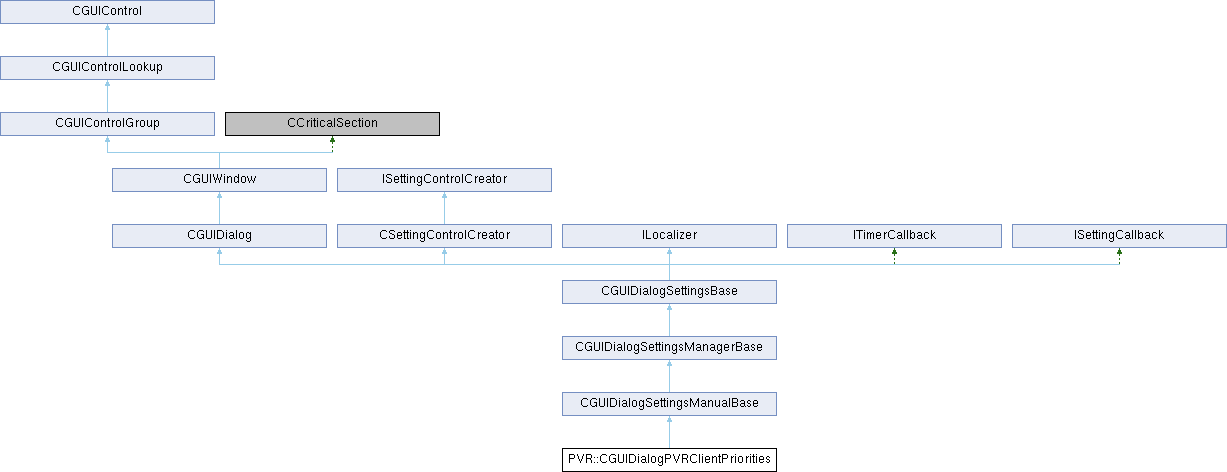 CGUIControl
CGUIControlLookup
CGUIControlGroup
CCriticalSection
CGUIWindow
ISettingControlCreator
CGUIDialog
CSettingControlCreator
ILocalizer
ITimerCallback
ISettingCallback
CGUIDialogSettingsBase
CGUIDialogSettingsManagerBase
CGUIDialogSettingsManualBase
PVR::CGUIDialogPVRClientPriorities